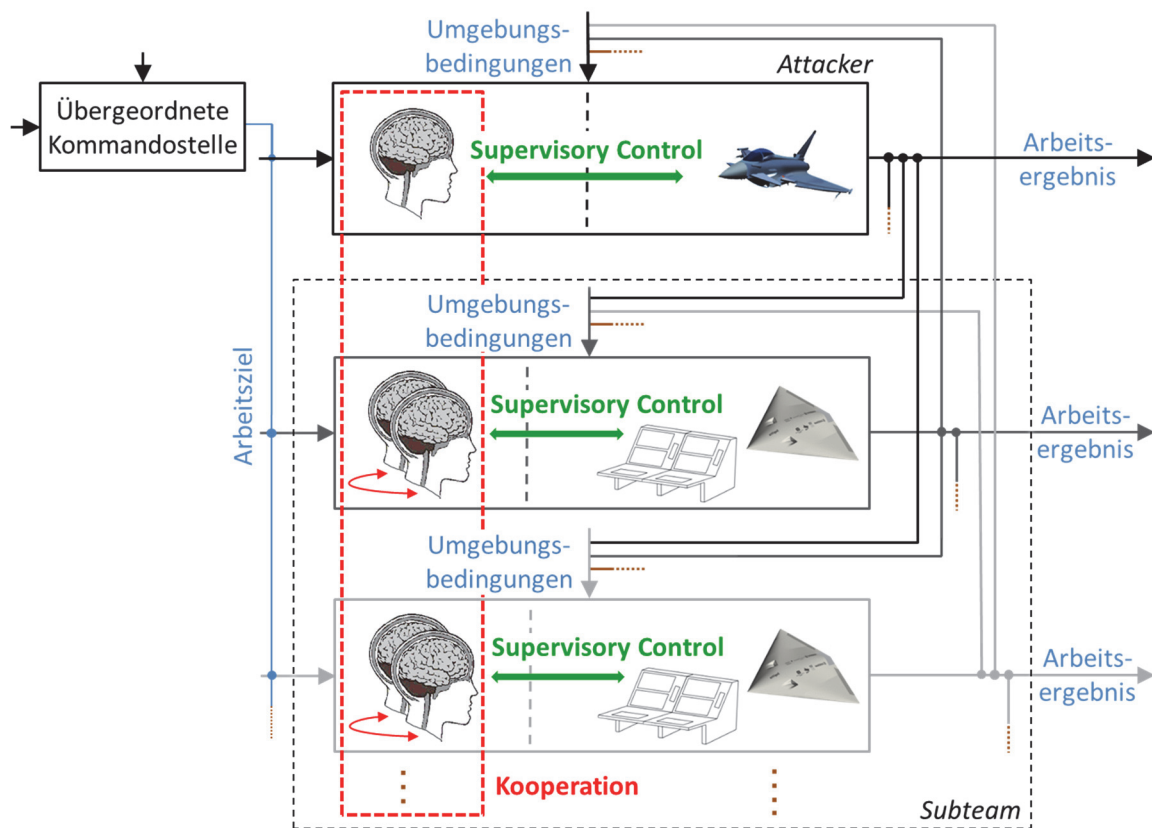 Umgebungs-
bedingungen
Attacker
Übergeordnete
Kommandostelle
Supervisory Control
Arbeits-
ergebnis
Umgebungs-
bedingungen
Arbeitsziel
Supervisory Control
Arbeits-
ergebnis
Umgebungs-
bedingungen
Supervisory Control
Arbeits-
ergebnis
Kooperation
Subteam